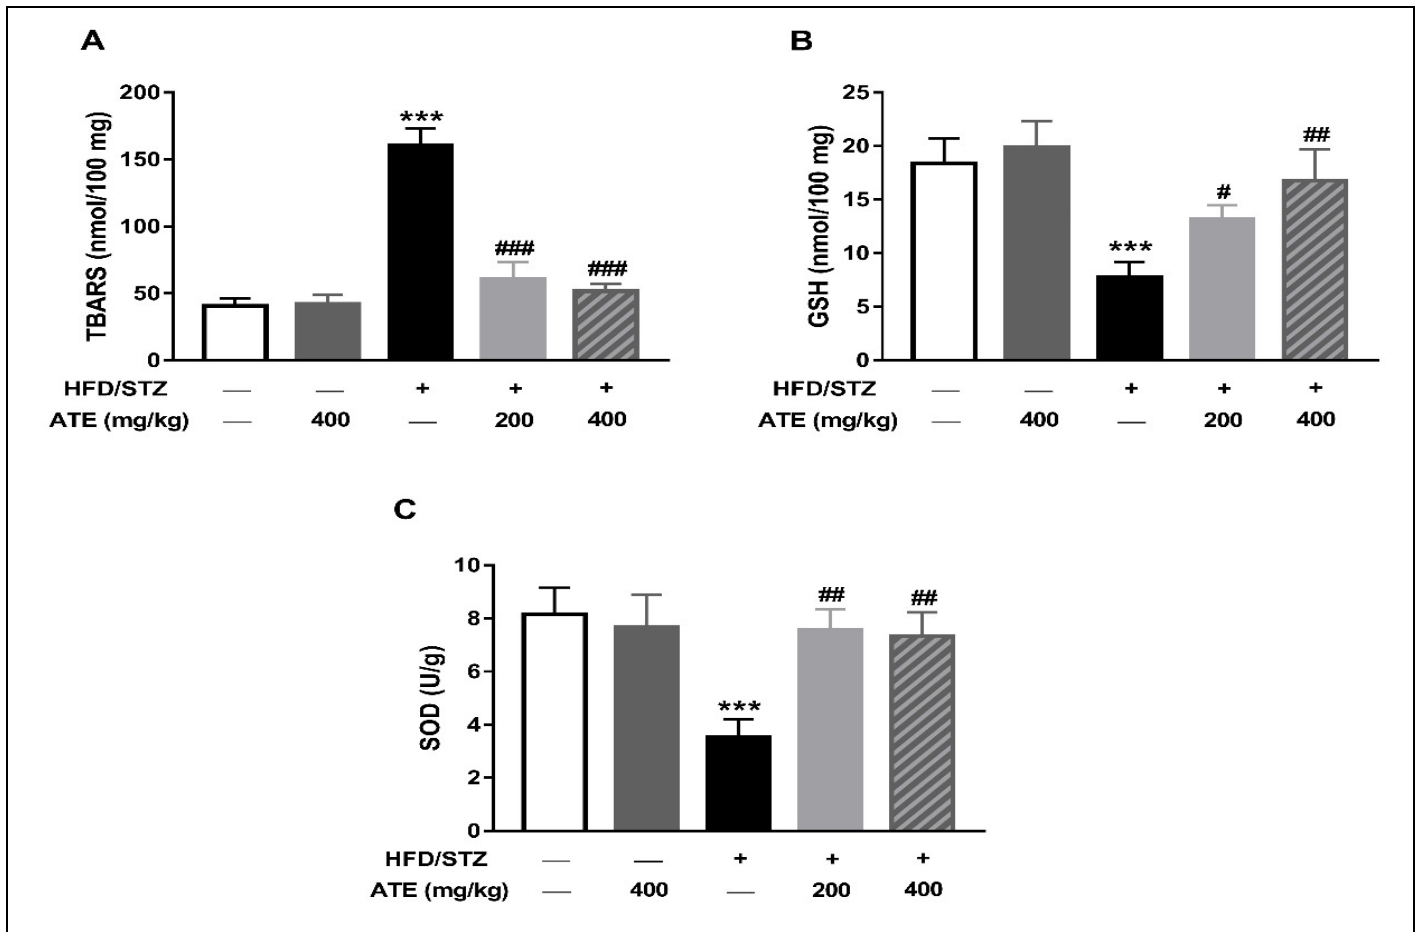 A
TBARS (nmol/100 mg)
200
150
100
50
0
***
###
###
HFD/STZ — — + + +
ATE (mg/kg) — 400 — 200 400
B
GSH (nmol/100 mg)
25
20
15
10
5
0
***
#
##
HFD/STZ — — + + +
ATE (mg/kg) — 400 — 200 400
C
SOD (U/g)
10
8
6
4
2
0
***
##
##
HFD/STZ — — + + +
ATE (mg/kg) — 400 — 200 400